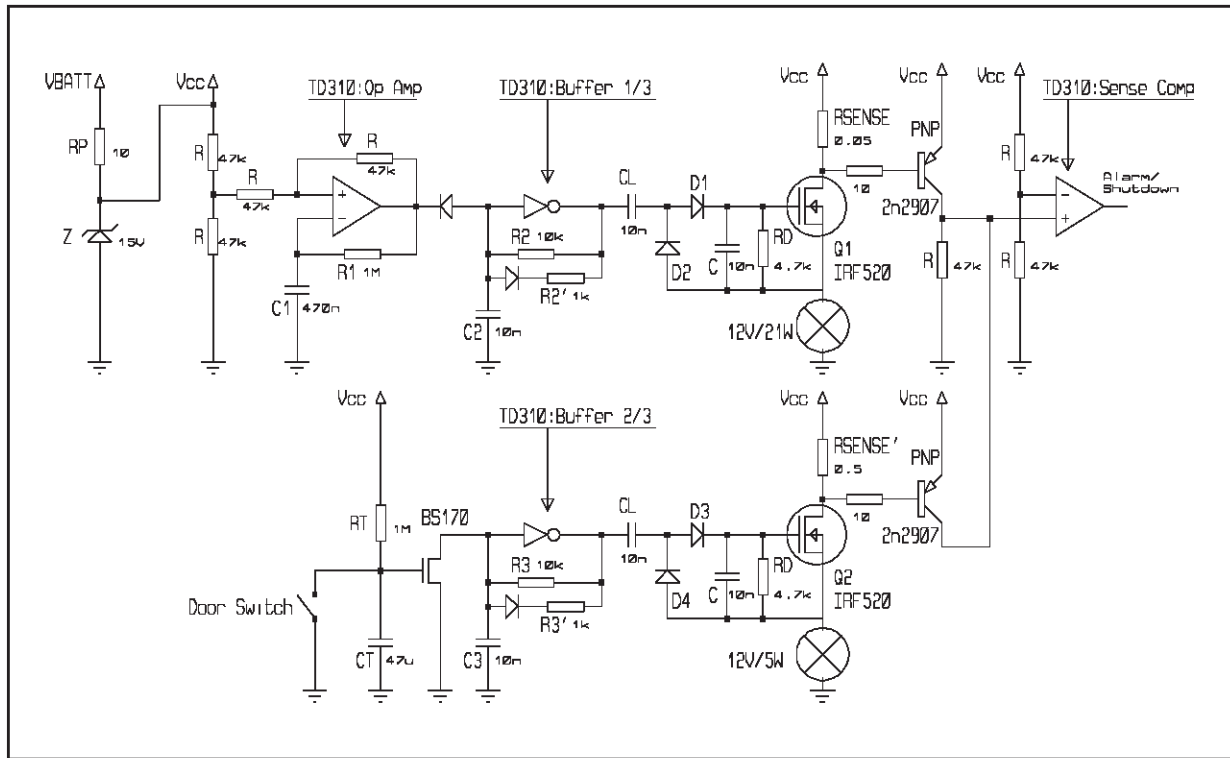 VBATT
Vcc
TD310:Op Amp
TD310:Buffer 1/3
Vcc
Vcc
TD310:Sense Comp
RP
10
R
47k
R
47k
R
47k
RSENSE
0.05
PNP
R
47k
+
-
CL
10n
D1
10
2n2907
Alarm/
Shutdown
-
+
Z
15V
R
47k
R1 1M
R2 10k
R2' 1k
D2
C 10n
RD
4.7k
Q1
IRF520
R
47k
R
47k
C1
470n
C2
10n
12V/21W
Vcc
TD310:Buffer 2/3
Vcc
Vcc
RSENSE'
0.5
PNP
RT
1M
BS170
CL
10n
D3
10
2n2907
R3 10k
R3' 1k
D4
C 10n
RD
4.7k
Q2
IRF520
Door Switch
CT
47u
C3
10n
12V/5W
Vcc